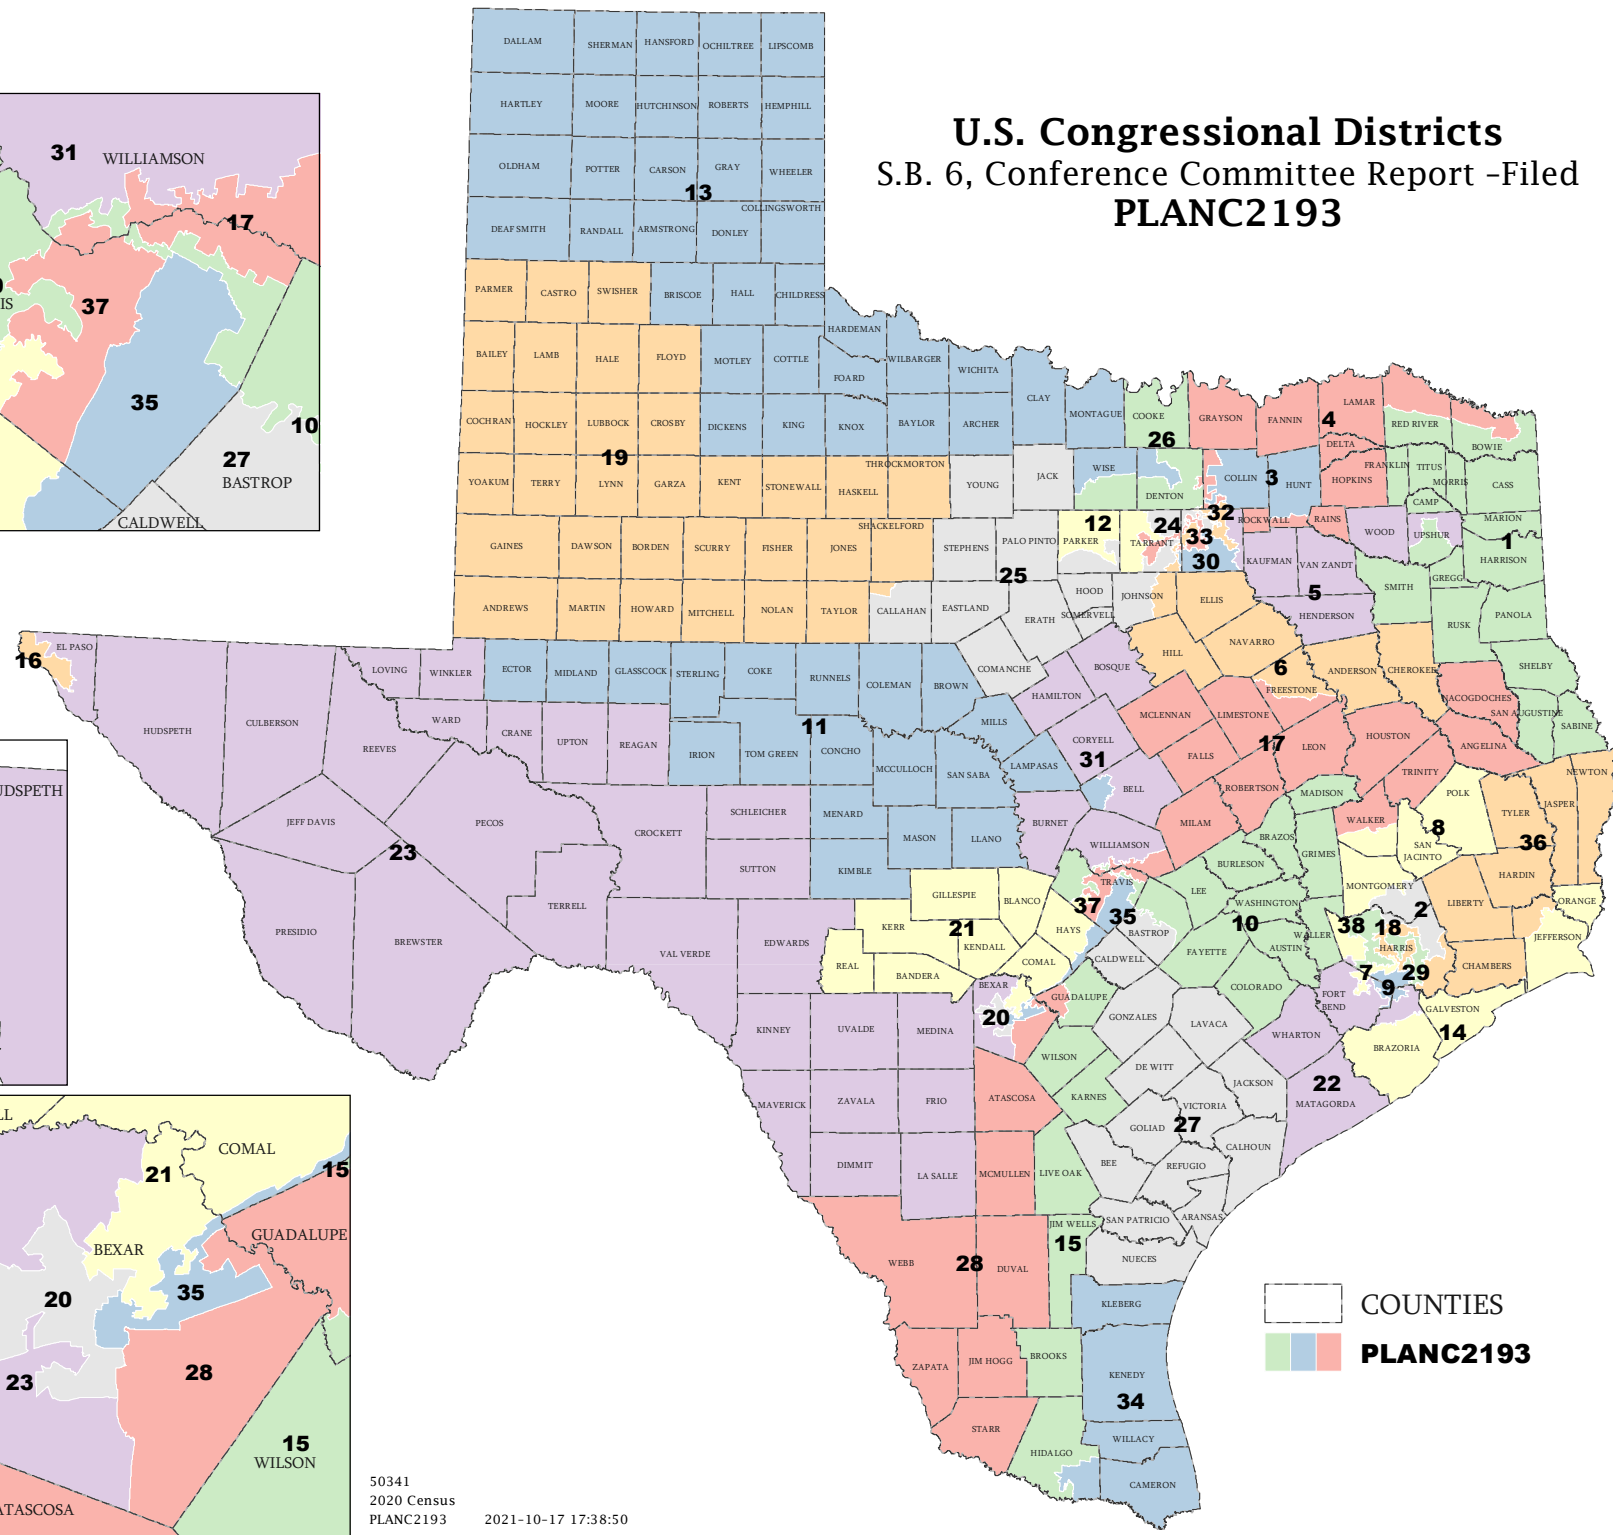 U.S. Congressional Districts
S.B. 6, Conference Committee Report –Filed
PLANC2193
DALLAM SHERMAN HANSFORD OCHILTREE LIPSCOMB
HARTLEY MOORE HUTCHINSON ROBERTS HEMPHILL
OLDHAM POTTER CARSON GRAY WHEELER
13
COLLINGSWORTH
DEAF SMITH RANDALL ARMSTRONG DONLEY
PARMER CASTRO SWISHER BRISCOE HALL CHILDRESS
HARDEMAN
BAILEY LAMB HALE FLOYD MOTLEY COTTLE WILBARGER
FOARD WICHITA
COCHRAN HOCKLEY LUBBOCK CROSBY DICKENS KING KNOX BAYLOR ARCHER CLAY MONTAGUE COOKE GRAYSON FANNIN LAMAR
4
RED RIVER
26
DELTA BOWIE
19
THROCKMORTON
YOAKUM TERRY LYNN GARZA KENT STONEWALL HASKELL YOUNG JACK WISE DENTON COLLIN 3 HUNT HOPKINS FRANKLIN TITUS
MORRIS CASS
CAMP
SHACKELFORD
12 24 32 ROCKWALL RAINS WOOD UPSHUR MARION
33
1
GAINES DAWSON BORDEN SCURRY FISHER JONES STEPHENS PALO PINTO PARKER TARRANT
30 KAUFMAN VAN ZANDT HARRISON
25
5
SMITH GREGG
ANDREWS MARTIN HOWARD MITCHELL NOLAN TAYLOR CALLAHAN EASTLAND HOOD JOHNSON ELLIS
ERATH SOMERVELL HENDERSON RUSK PANOLA
16 EL PASO
LOVING WINKLER ECTOR MIDLAND GLASSCOCK STERLING COKE RUNNELS COLEMAN BROWN COMANCHE BOSQUE HILL NAVARRO
6
ANDERSON CHEROKEE SHELBY
FREESTONE
HAMILTON NACOGDOCHES
HUDSPETH CULBERSON REEVES WARD CRANE UPTON REAGAN IRION TOM GREEN CONCHO
11
MILLS MCLENNAN LIMESTONE SAN AUGUSTINE SABINE
CORYELL 17 LEON HOUSTON ANGELINA
31 FALLS
MCCULLOCH SAN SABA LAMPASAS TRINITY NEWTON
BELL ROBERTSON MADISON POLK
JEFF DAVIS PECOS CROCKETT SCHLEICHER MENARD MASON LLANO BURNET MILAM WALKER TYLER JASPER
23
8 36
SAN JACINTO
WILLIAMSON BRAZOS GRIMES
SUTTON KIMBLE BURLESON HARDIN
TRAVIS LEE MONTGOMERY
PRESIDIO BREWSTER TERRELL VAL VERDE EDWARDS GILLESPIE BLANCO 37 35 WASHINGTON 2 LIBERTY ORANGE
KERR 21 HAYS BASTROP 10 WALLER 38 18 JEFFERSON
KENDALL AUSTIN HARRIS
REAL BANDERA COMAL CALDWELL FAYETTE 7 29 CHAMBERS
BEXAR 9
20 GUADALUPE COLORADO FORT BEND GALVESTON
KINNEY UVALDE MEDINA GONZALES LAVACA WHARTON 14
WILSON BRAZORIA
DE WITT
MAVERICK ZAVALA FRIO ATASCOSA KARNES JACKSON 22
VICTORIA MATAGORDA
GOLIAD 27
CALHOUN
DIMMIT LA SALLE MCMULLEN LIVE OAK BEE REFUGIO
SAN PATRICIO ARANSAS
JIM WELLS
15
WEBB 28 DUVAL NUECES
KLEBERG
ZAPATA JIM HOGG BROOKS KENEDY
34
STARR HIDALGO WILLACY
CAMERON
31 WILLIAMSON
17
IS
37
35
10
27
BASTROP
CALDWELL
UDSPETH
LL
COMAL
21
15
BEXAR
GUADALUPE
20
35
23
28
15
WILSON
ATASCOSA
COUNTIES
PLANC2193
50341
2020 Census
PLANC2193 2021-10-17 17:38:50